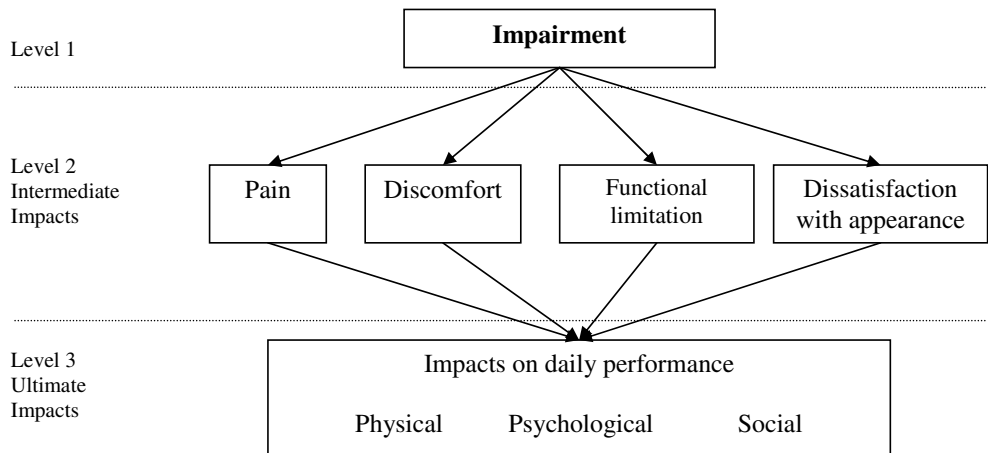 Level 1
Impairment
Level 2
Intermediate
Impacts
Pain
Discomfort
Functional
limitation
Dissatisfaction
with appearance
Level 3
Ultimate
Impacts
Impacts on daily performance
Physical Psychological Social